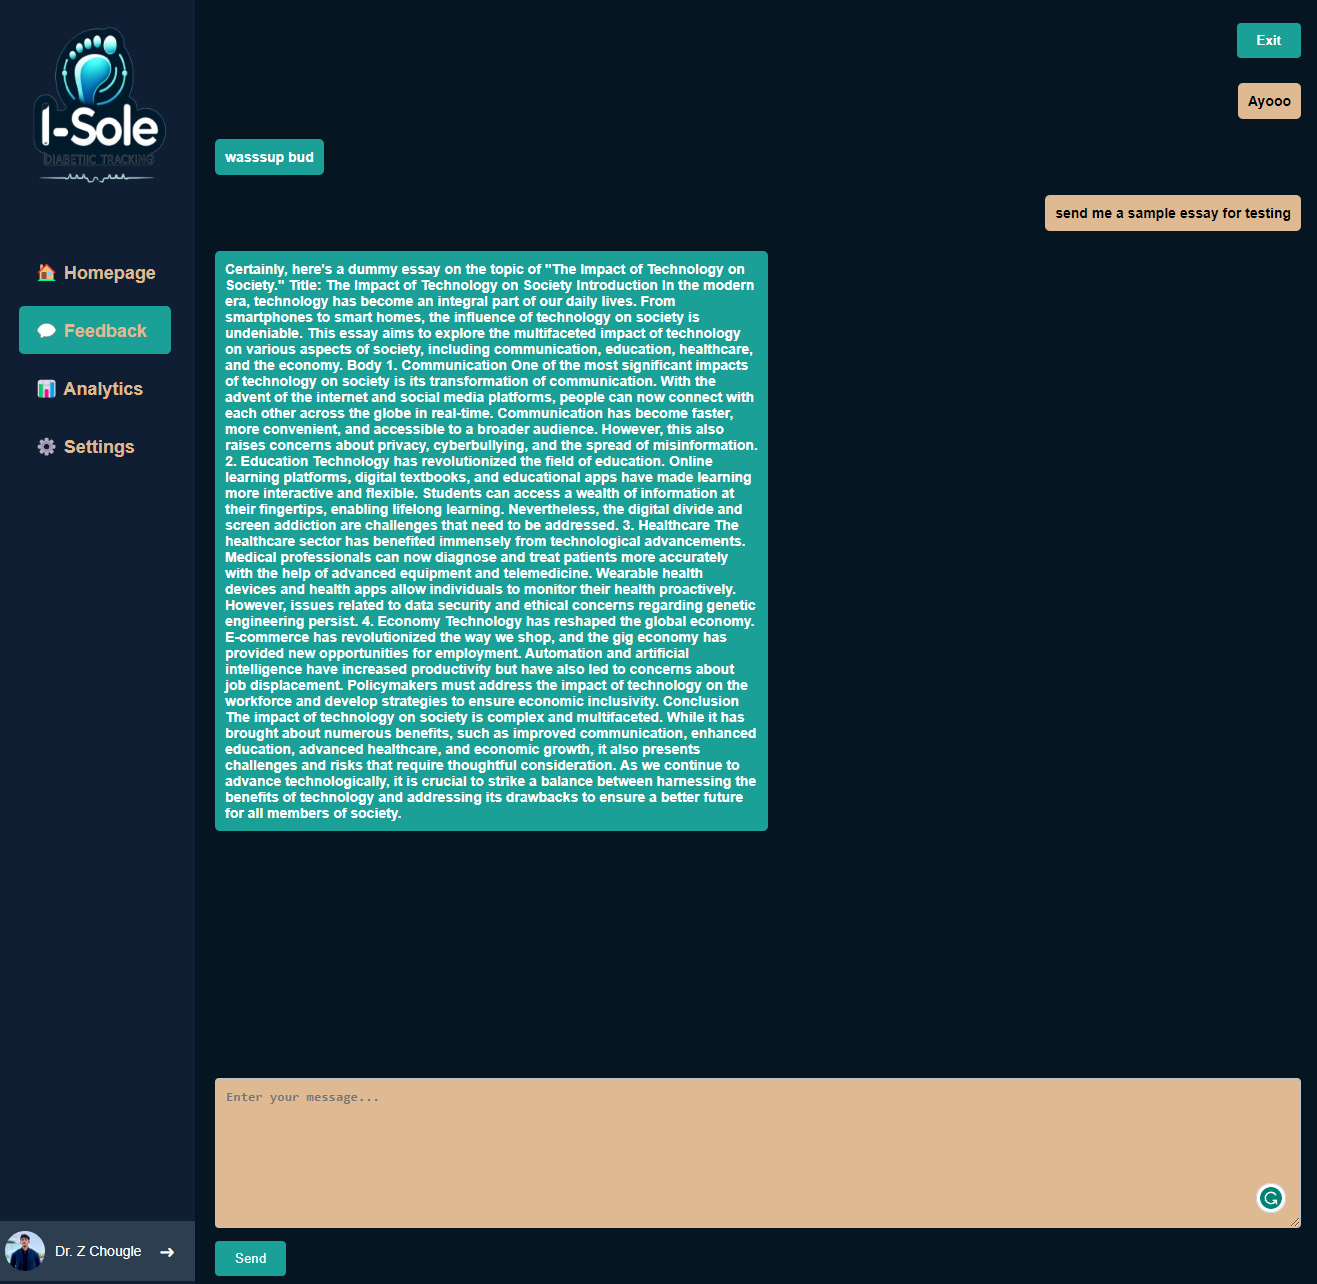 I-Sole
DIABETIIC TRACKING
Homepage
Feedback
Analytics
Settings
Dr. Z Chougle
Exit
Ayooo
wasssup bud
send me a sample essay for testing
Certainly, here's a dummy essay on the topic of "The Impact of Technology on
Society." Title: The Impact of Technology on Society Introduction In the modern
era, technology has become an integral part of our daily lives. From
smartphones to smart homes, the influence of technology on society is
undeniable. This essay aims to explore the multifaceted impact of technology
on various aspects of society, including communication, education, healthcare,
and the economy. Body 1. Communication One of the most significant impacts
of technology on society is its transformation of communication. With the
advent of the internet and social media platforms, people can now connect with
each other across the globe in real-time. Communication has become faster,
more convenient, and accessible to a broader audience. However, this also
raises concerns about privacy, cyberbullying, and the spread of misinformation.
2. Education Technology has revolutionized the field of education. Online
learning platforms, digital textbooks, and educational apps have made learning
more interactive and flexible. Students can access a wealth of information at
their fingertips, enabling lifelong learning. Nevertheless, the digital divide and
screen addiction are challenges that need to be addressed. 3. Healthcare The
healthcare sector has benefited immensely from technological advancements.
Medical professionals can now diagnose and treat patients more accurately
with the help of advanced equipment and telemedicine. Wearable health
devices and health apps allow individuals to monitor their health proactively.
However, issues related to data security and ethical concerns regarding genetic
engineering persist. 4. Economy Technology has reshaped the global economy.
E-commerce has revolutionized the way we shop, and the gig economy has
provided new opportunities for employment. Automation and artificial
intelligence have increased productivity but have also led to concerns about
job displacement. Policymakers must address the impact of technology on the
workforce and develop strategies to ensure economic inclusivity. Conclusion
The impact of technology on society is complex and multifaceted. While it has
brought about numerous benefits, such as improved communication, enhanced
education, advanced healthcare, and economic growth, it also presents
challenges and risks that require thoughtful consideration. As we continue to
advance technologically, it is crucial to strike a balance between harnessing the
benefits of technology and addressing its drawbacks to ensure a better future
for all members of society.
Enter your message...
Send